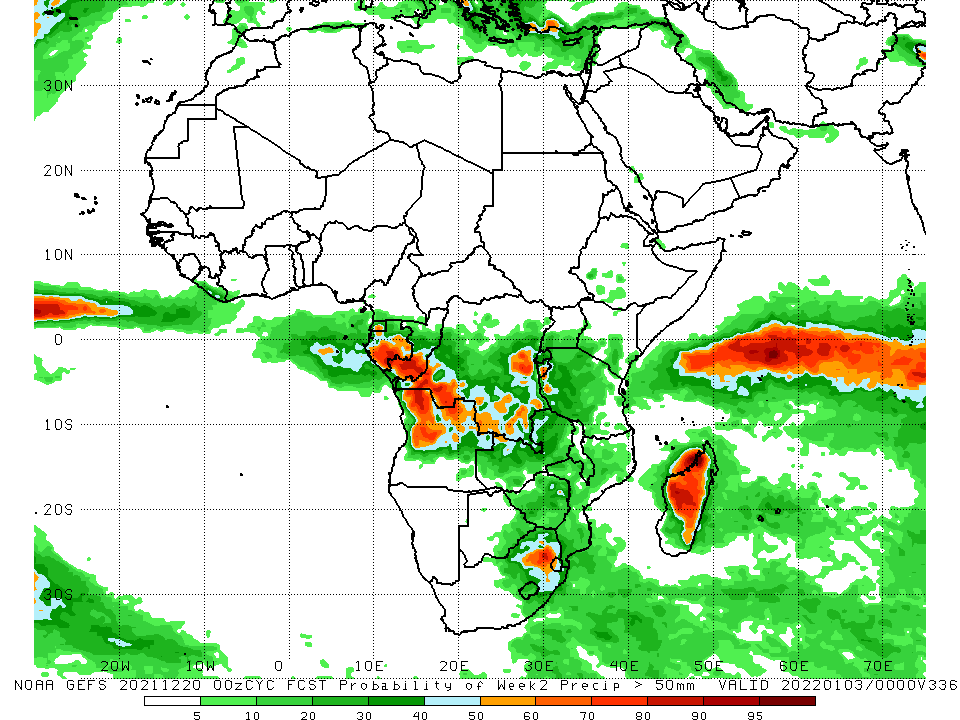 30N
20N
10N
0
10S
20S
30S
20W 10W 0 10E 20E 30E 40E 50E 60E 70E
NOAA GEFS 20211220 00zCYC FCST Probability of Week2 Precip > 50mm VALID 20220103/0000V336
5 10 20 30 40 50 60 70 80 90 95